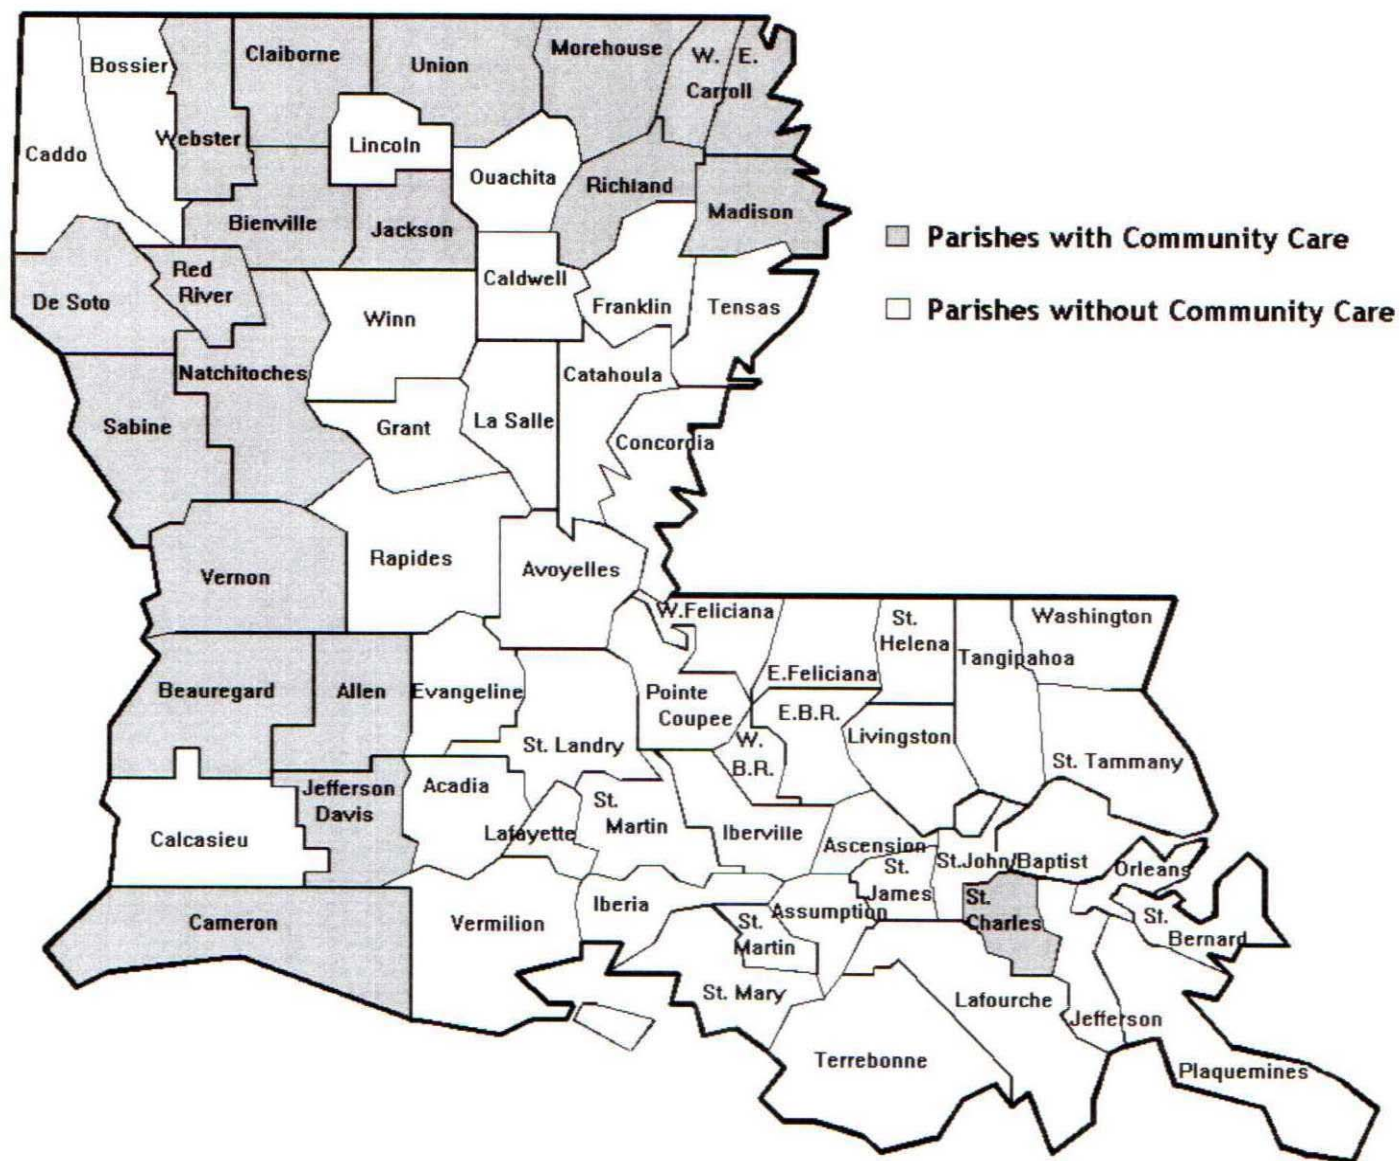 Bossier
Claiborne
Union
Morehouse
W. E.
Carroll
Caddo
Webster
Lincoln
Ouachita
Richland
Madison
Bienville
Jackson
Parishes with Community Care
Parishes without Community Care
De Soto
Red
River
Winn
Caldwell
Franklin
Tensas
Natchitoches
Catahoula
Sabine
Grant
La Salle
Concordia
Vernon
Rapides
Avoyelles
W.Feliciana
St.
Helena
Washington
Tangipahoa
E.Feliciana
Beauregard
Allen
Evangeline
Pointe
Coupee
E.B.R.
W.
B.R.
Livingston
St. Landry
St. Tammany
Jefferson
Davis
Acadia
Lafayette
St.
Martin
Iberville
Ascension
St.John/Baptist
Orleans
Calcasieu
St.
James
St.
Charles
Cameron
Vermilion
Iberia
Assumption
St.
Martin
St.
Bernard
St. Mary
Lafourche
Jefferson
Terrebonne
Plaquemines